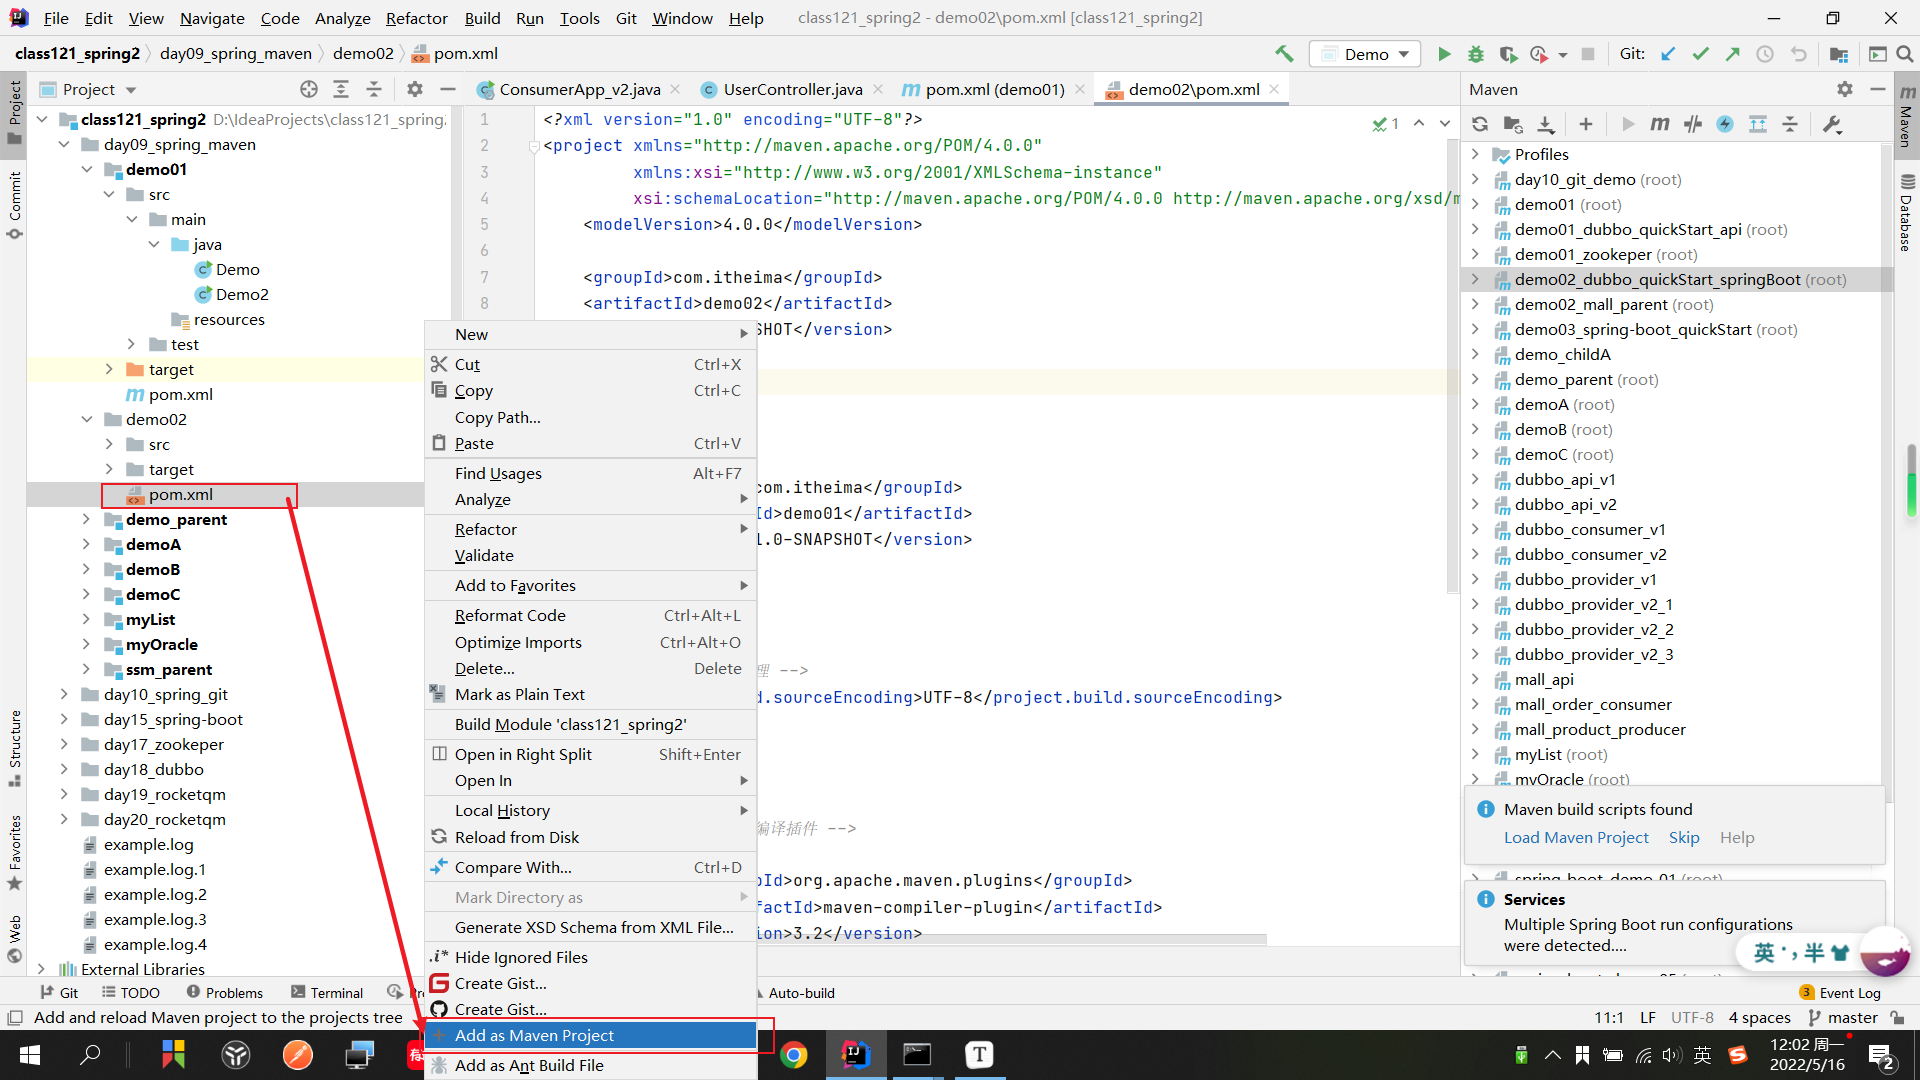 File Edit View Navigate Code Analyze Refactor Build Run Tools Git Window Help class121_spring2 - demo02\pom.xml [class121_spring2]
class121_spring2 day09_spring_maven demo02 pom.xml
Demo
Git:
Project
ConsumerApp_v2.java
UserController.java
pom.xml (demo01)
demo02\pom.xml
Maven
Project
Commit
Structure
Favorites
Web
class121_spring2 D:\IdeaProjects\class121_spring
day09_spring_maven
demo01
src
main
java
Demo
Demo2
resources
test
target
pom.xml
demo02
src
target
pom.xml
demo_parent
demoA
demoB
demoC
myList
myOracle
ssm_parent
day10_spring_git
day15_spring-boot
day17_zookeper
day18_dubbo
day19_rocketqm
day20_rocketqm
example.log
example.log.1
example.log.2
example.log.3
example.log.4
External Libraries
1 <?xml version="1.0" encoding="UTF-8"?>
2 <project xmlns="http://maven.apache.org/POM/4.0.0"
3 xmlns:xsi="http://www.w3.org/2001/XMLSchema-instance"
4 xsi:schemaLocation="http://maven.apache.org/POM/4.0.0 http://maven.apache.org/xsd/m
5 <modelVersion>4.0.0</modelVersion>
6
7 <groupId>com.itheima</groupId>
8 <artifactId>demo02</artifactId>
SHOT</version>
com.itheima</groupId>
Id>demo01</artifactId>
1.0-SNAPSHOT</version>
理 -->
d.sourceEncoding>UTF-8</project.build.sourceEncoding>
编译插件 -->
pId>org.apache.maven.plugins</groupId>
factId>maven-compiler-plugin</artifactId>
ion>3.2</version>
1
New
Cut Ctrl+X
Copy Ctrl+C
Copy Path...
Paste Ctrl+V
Find Usages Alt+F7
Analyze
Refactor
Validate
Add to Favorites
Reformat Code Ctrl+Alt+L
Optimize Imports Ctrl+Alt+O
Delete... Delete
Mark as Plain Text
Build Module 'class121_spring2'
Open in Right Split Shift+Enter
Open In
Local History
Reload from Disk
Compare With... Ctrl+D
Mark Directory as
Generate XSD Schema from XML File...
.i* Hide Ignored Files
Create Gist...
Create Gist...
Add as Maven Project
Add as Ant Build File
Profiles
day10_git_demo (root)
demo01 (root)
demo01_dubbo_quickStart_api (root)
demo01_zookeper (root)
demo02_dubbo_quickStart_springBoot (root)
demo02_mall_parent (root)
demo03_spring-boot_quickStart (root)
demo_childA
demo_parent (root)
demoA (root)
demoB (root)
demoC (root)
dubbo_api_v1
dubbo_api_v2
dubbo_consumer_v1
dubbo_consumer_v2
dubbo_provider_v1
dubbo_provider_v2_1
dubbo_provider_v2_2
dubbo_provider_v2_3
mall_api
mall_order_consumer
mall_product_producer
myList (root)
myOracle (root)
Maven build scripts found
Load Maven Project Skip Help
spring-boot_demo_01 (root)
Services
Multiple Spring Boot run configurations
were detected....
Maven
Database
英 ， 半
Git TODO Problems Terminal Auto-build 3 Event Log
Add and reload Maven project to the projects tree
11:1 LF UTF-8 4 spaces master
T
英
12:02 周一
2022/5/16
2